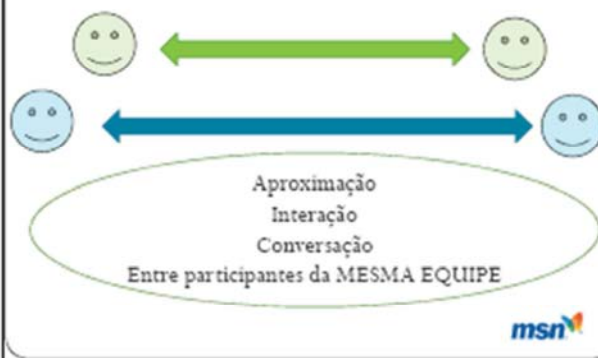 Aproximação
Interação
Conversação
Entre participantes da MESMA EQUIPE
msn